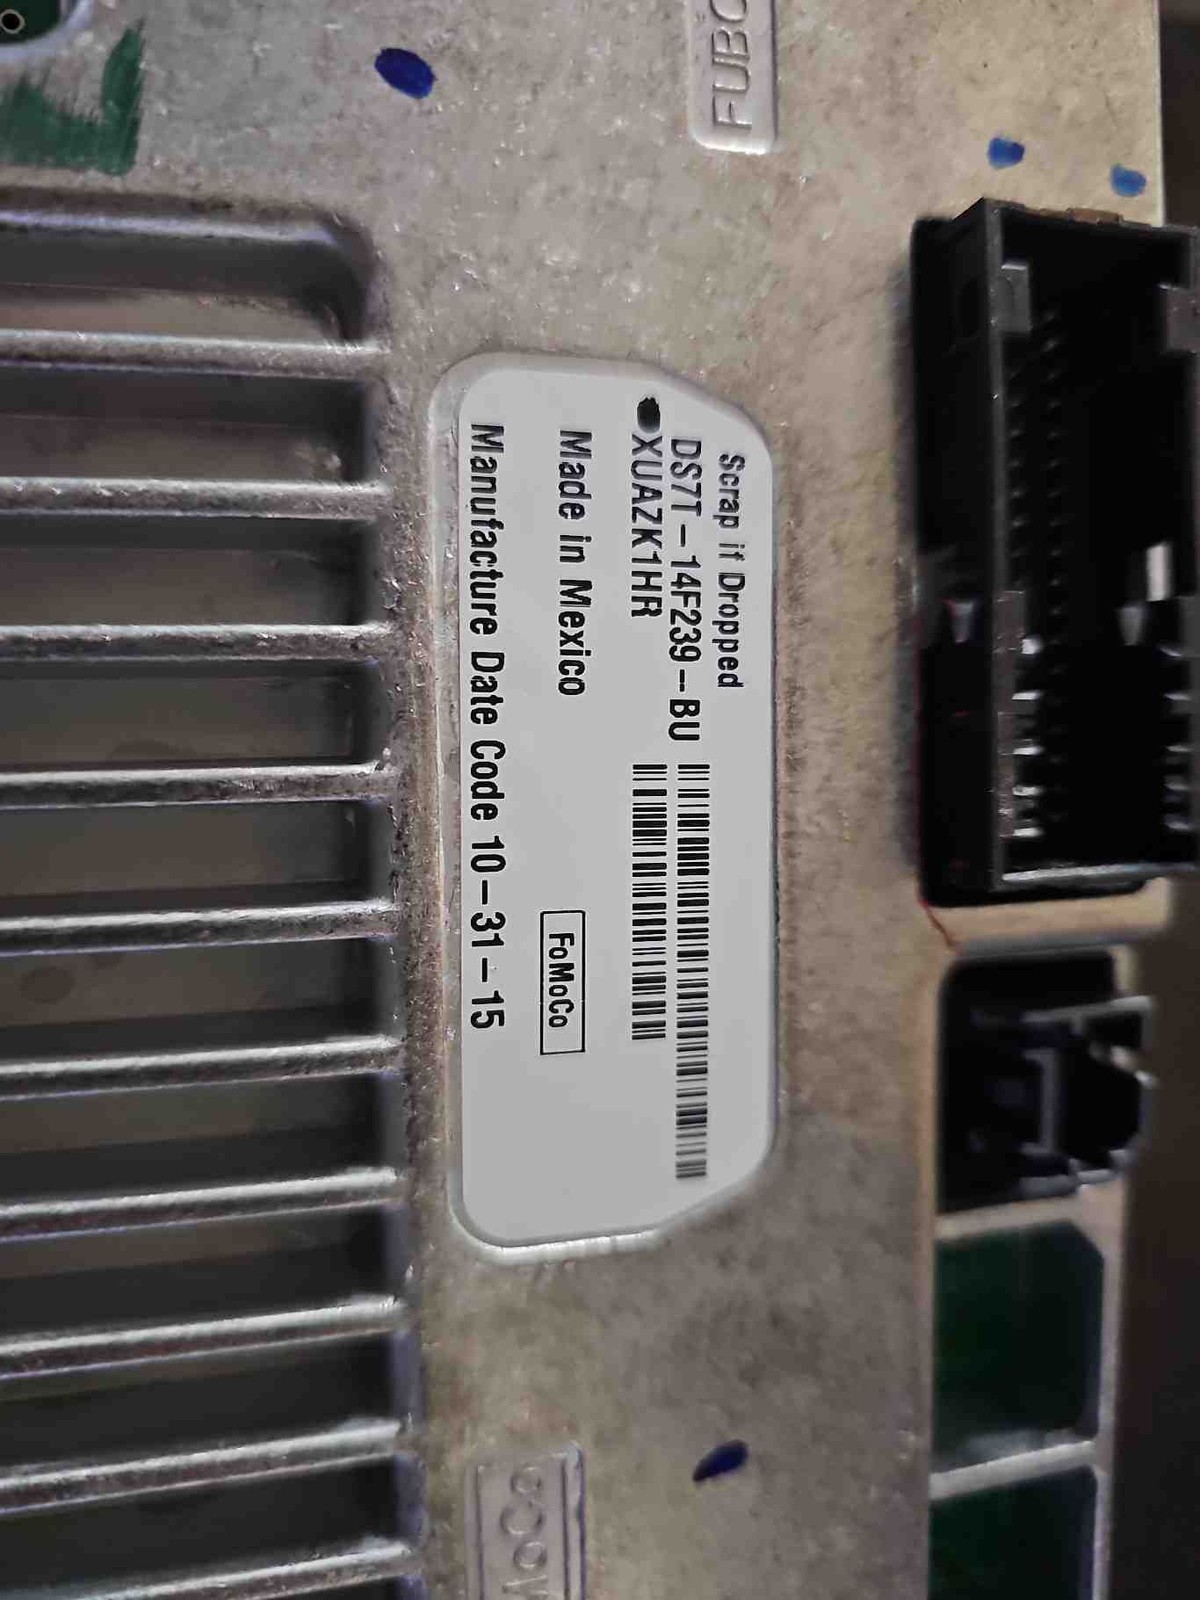 Scrap if Dropped
DS7T-14F239-BU
XUAZK1HR
Made in Mexico
FoMoCo
Manufacture Date Code 10-31-15